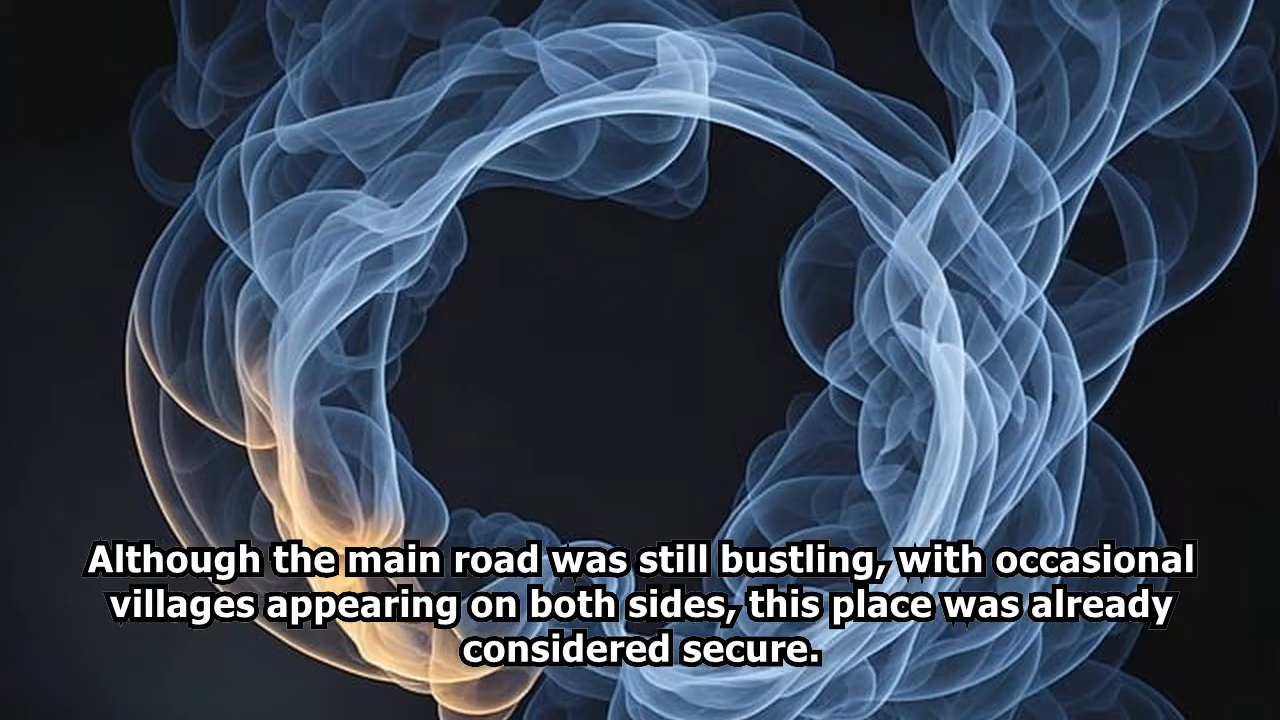 Although the main road was still bustling, with occasional
villages appearing on both sides, this place was already
considered secure.